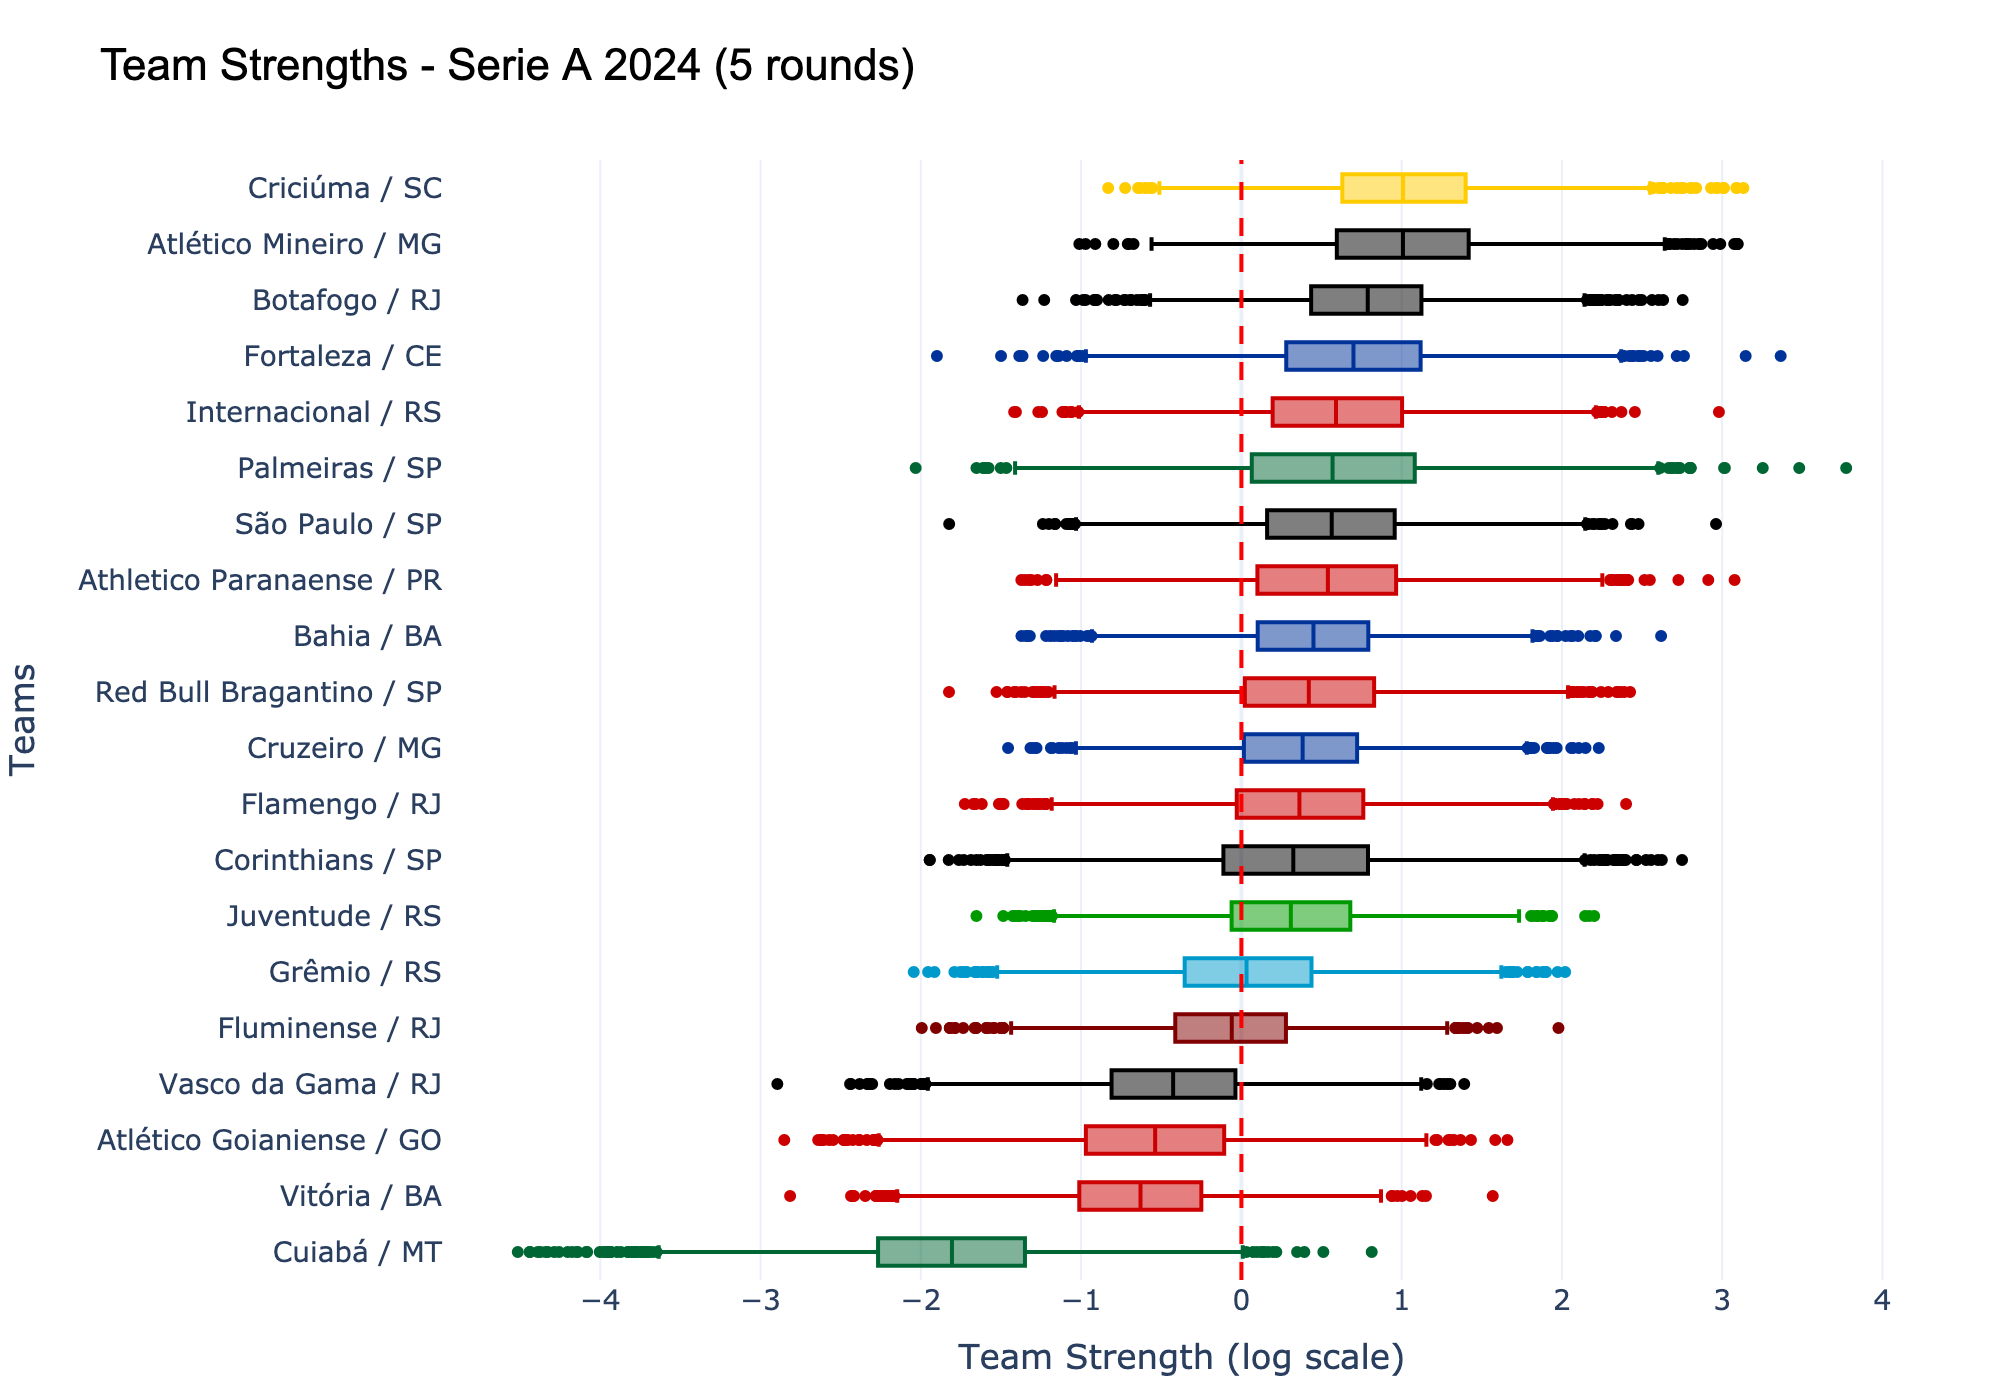 Team Strengths - Serie A 2024 (5 rounds)
Teams
Criciúma / SC
Atlético Mineiro / MG
Botafogo / RJ
Fortaleza / CE
Internacional / RS
Palmeiras / SP
São Paulo / SP
Athletico Paranaense / PR
Bahia / BA
Red Bull Bragantino / SP
Cruzeiro / MG
Flamengo / RJ
Corinthians / SP
Juventude / RS
Grêmio / RS
Fluminense / RJ
Vasco da Gama / RJ
Atlético Goianiense / GO
Vitória / BA
Cuiabá / MT
−4 −3 −2 −1 0 1 2 3 4
Team Strength (log scale)